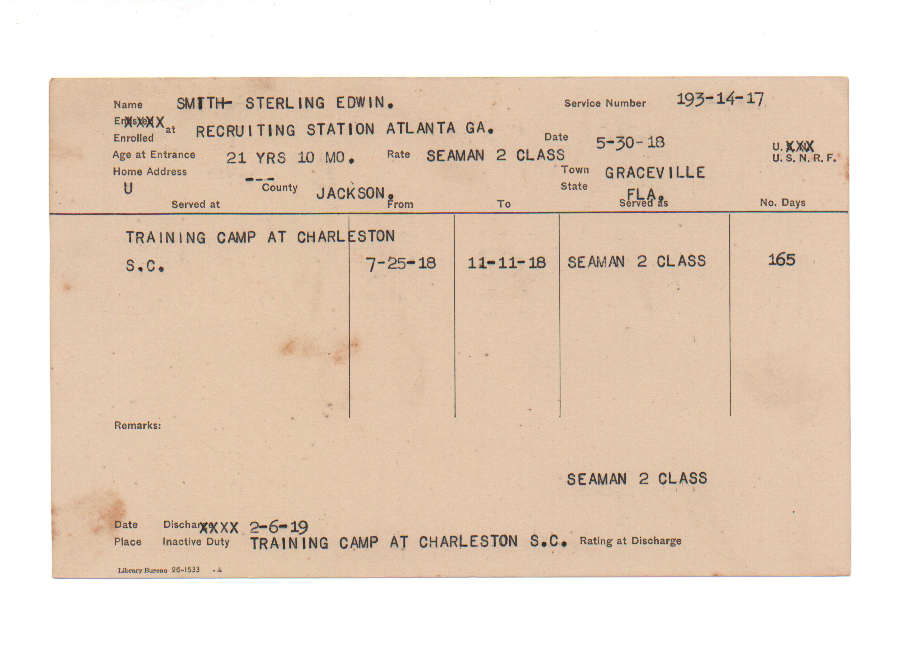 Name SMITH- STERLING EDWIN. Service Number 193-14-17
Enlisted
Enrolled at RECRUITING STATION ATLANTA GA. Date 5-30-18
U. S. N.
U. S. N. R. F.
Age at Entrance 21 YRS 10 MO. Rate SEAMAN 2 CLASS
Home Address --- Town GRACEVILLE
U County JACKSON. State FLA.
Served at From To Served as No. Days
TRAINING CAMP AT CHARLESTON
S.C. 7-25-18 11-11-18 SEAMAN 2 CLASS 165
Remarks:
SEAMAN 2 CLASS
Date Discharge XXXX 2-6-19
Place Inactive Duty TRAINING CAMP AT CHARLESTON S.C. Rating at Discharge
Library Bureau 26-1533